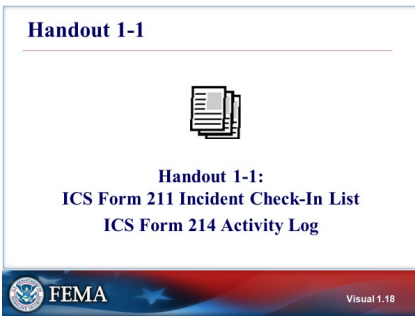 Handout 1-1
Handout 1-1:
ICS Form 211 Incident Check-In List
ICS Form 214 Activity Log
FEMA
Visual 1.18